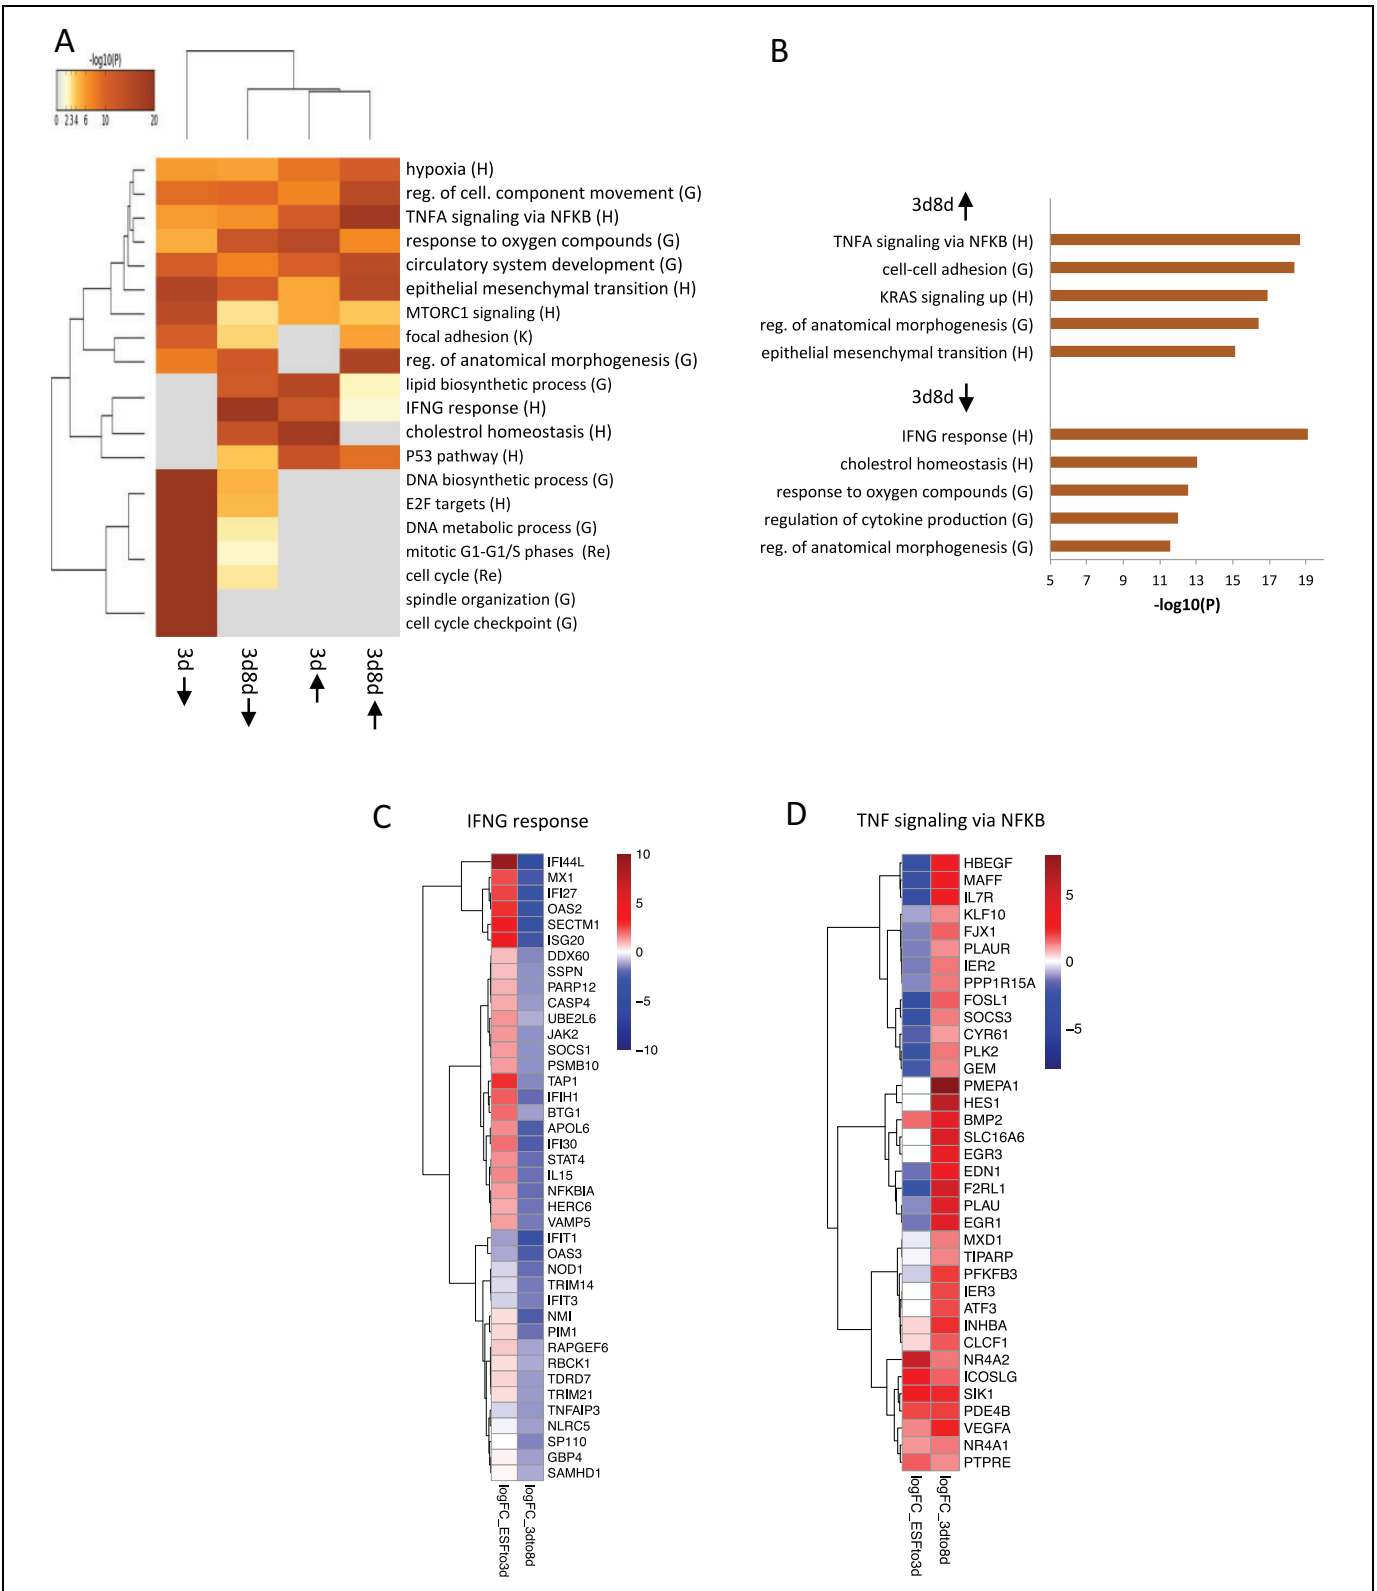 A
-log10(P)
0 2 3 4 6 10 20
hypoxia (H)
reg. of cell. component movement (G)
TNFA signaling via NFKB (H)
response to oxygen compounds (G)
circulatory system development (G)
epithelial mesenchymal transition (H)
MTORC1 signaling (H)
focal adhesion (K)
reg. of anatomical morphogenesis (G)
lipid biosynthetic process (G)
IFNG response (H)
cholestrol homeostasis (H)
P53 pathway (H)
DNA biosynthetic process (G)
E2F targets (H)
DNA metabolic process (G)
mitotic G1-G1/S phases (Re)
cell cycle (Re)
spindle organization (G)
cell cycle checkpoint (G)
3d
3d8d
3d
3d8d
B
3d8d
TNFA signaling via NFKB (H)
cell-cell adhesion (G)
KRAS signaling up (H)
reg. of anatomical morphogenesis (G)
epithelial mesenchymal transition (H)
3d8d
IFNG response (H)
cholestrol homeostasis (H)
response to oxygen compounds (G)
regulation of cytokine production (G)
reg. of anatomical morphogenesis (G)
5 7 9 11 13 15 17 19
-log10(P)
C
IFNG response
10
5
0
−5
−10
IFI44L
MX1
IFI27
OAS2
SECTM1
ISG20
DDX60
SSPN
PARP12
CASP4
UBE2L6
JAK2
SOCS1
PSMB10
TAP1
IFIH1
BTG1
APOL6
IFI30
STAT4
IL15
NFKBIA
HERC6
VAMP5
IFIT1
OAS3
NOD1
TRIM14
IFIT3
NMI
PIM1
RAPGEF6
RBCK1
TDRD7
TRIM21
TNFAIP3
NLRC5
SP110
GBP4
SAMHD1
logFC_ESFto3d
logFC_3dto8d
D
TNF signaling via NFKB
5
0
−5
HBEGF
MAFF
IL7R
KLF10
FJX1
PLAUR
IER2
PPP1R15A
FOSL1
SOCS3
CYR61
PLK2
GEM
PMEPA1
HES1
BMP2
SLC16A6
EGR3
EDN1
F2RL1
PLAU
EGR1
MXD1
TIPARP
PFKFB3
IER3
ATF3
INHBA
CLCF1
NR4A2
ICOSLG
SIK1
PDE4B
VEGFA
NR4A1
PTPRE
logFC_ESFto3d
logFC_3dto8d